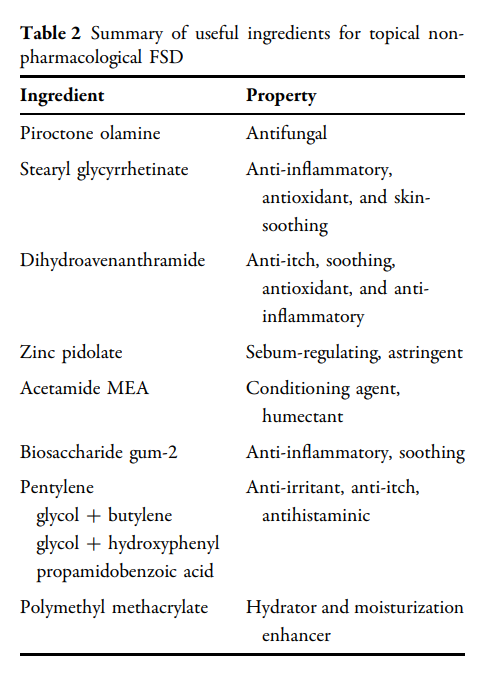 Table 2 Summary of useful ingredients for topical non-
pharmacological FSD
Ingredient Property
Piroctone olamine Antifungal
Stearyl glycyrrhetinate Anti-inflammatory,
antioxidant, and skin-
soothing
Dihydroavenanthramide Anti-itch, soothing,
antioxidant, and anti-
inflammatory
Zinc pidolate Sebum-regulating, astringent
Acetamide MEA Conditioning agent,
humectant
Biosaccharide gum-2 Anti-inflammatory, soothing
Pentylene Anti-irritant, anti-itch,
glycol + butylene antihistaminic
glycol + hydroxyphenyl
propamidobenzoic acid
Polymethyl methacrylate Hydrator and moisturization
enhancer